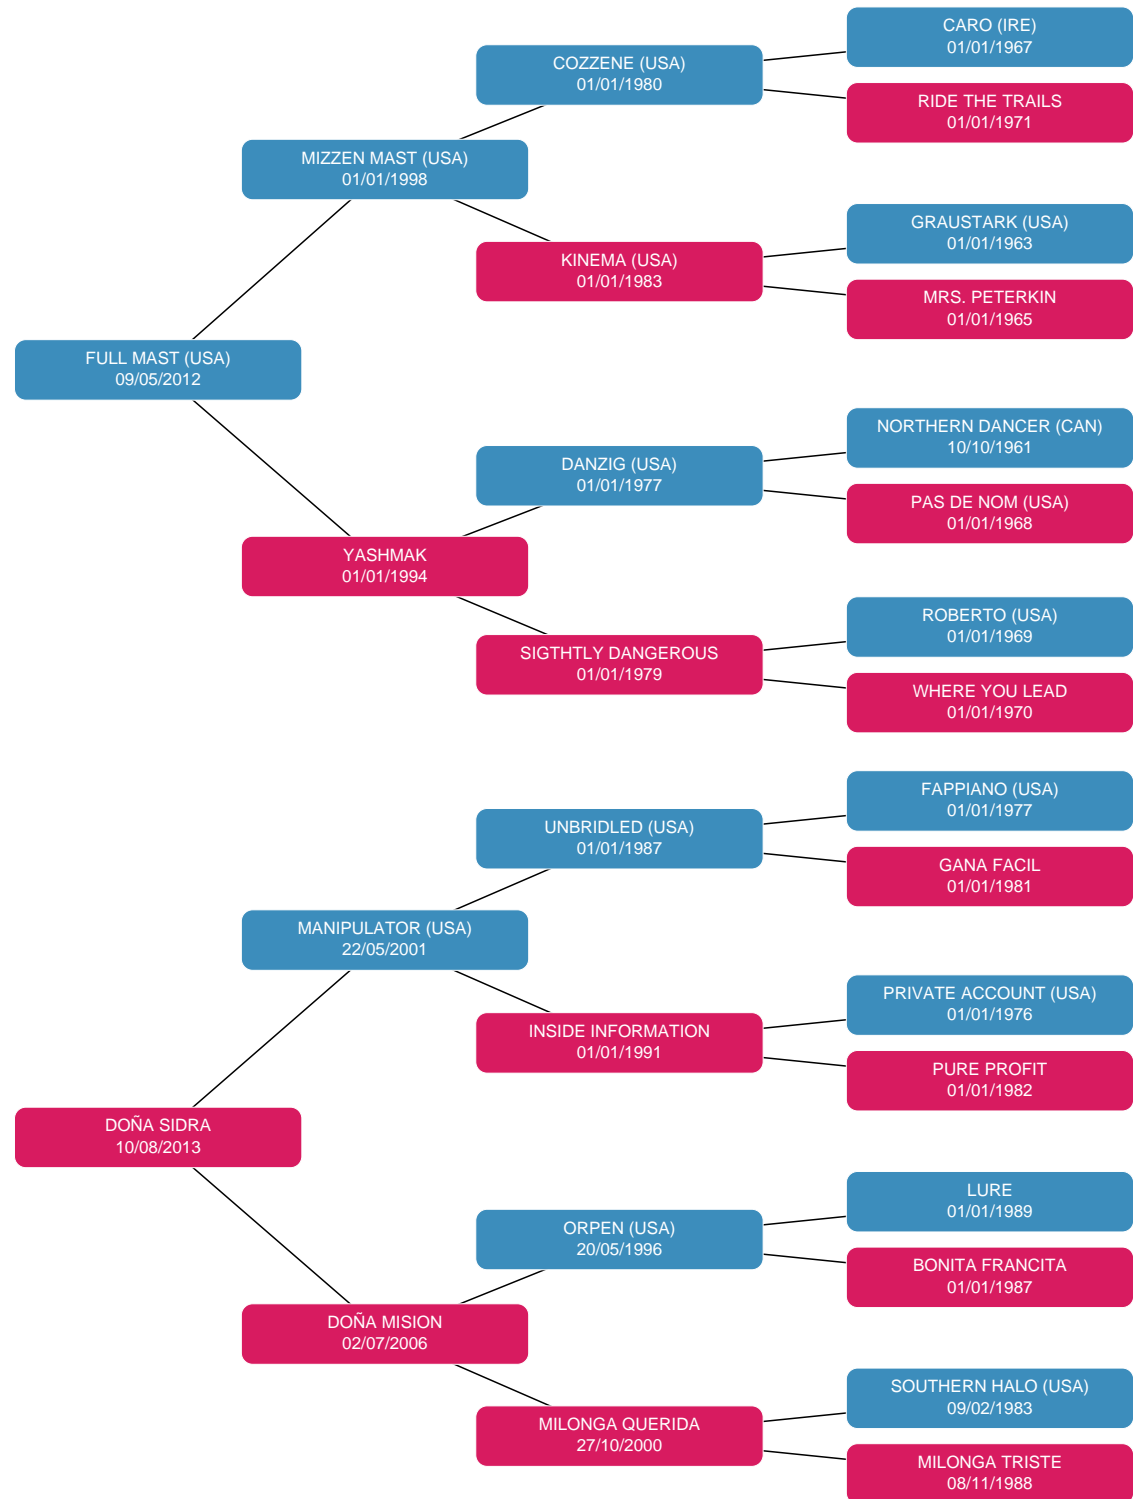 CARO (IRE)
01/01/1967
COZZENE (USA)
01/01/1980
RIDE THE TRAILS
01/01/1971
MIZZEN MAST (USA)
01/01/1998
GRAUSTARK (USA)
01/01/1963
KINEMA (USA)
01/01/1983
MRS. PETERKIN
01/01/1965
FULL MAST (USA)
09/05/2012
NORTHERN DANCER (CAN)
10/10/1961
DANZIG (USA)
01/01/1977
PAS DE NOM (USA)
01/01/1968
YASHMAK
01/01/1994
ROBERTO (USA)
01/01/1969
SIGTHTLY DANGEROUS
01/01/1979
WHERE YOU LEAD
01/01/1970
FAPPIANO (USA)
01/01/1977
UNBRIDLED (USA)
01/01/1987
GANA FACIL
01/01/1981
MANIPULATOR (USA)
22/05/2001
PRIVATE ACCOUNT (USA)
01/01/1976
INSIDE INFORMATION
01/01/1991
PURE PROFIT
01/01/1982
DOÑA SIDRA
10/08/2013
LURE
01/01/1989
ORPEN (USA)
20/05/1996
BONITA FRANCITA
01/01/1987
DOÑA MISION
02/07/2006
SOUTHERN HALO (USA)
09/02/1983
MILONGA QUERIDA
27/10/2000
MILONGA TRISTE
08/11/1988